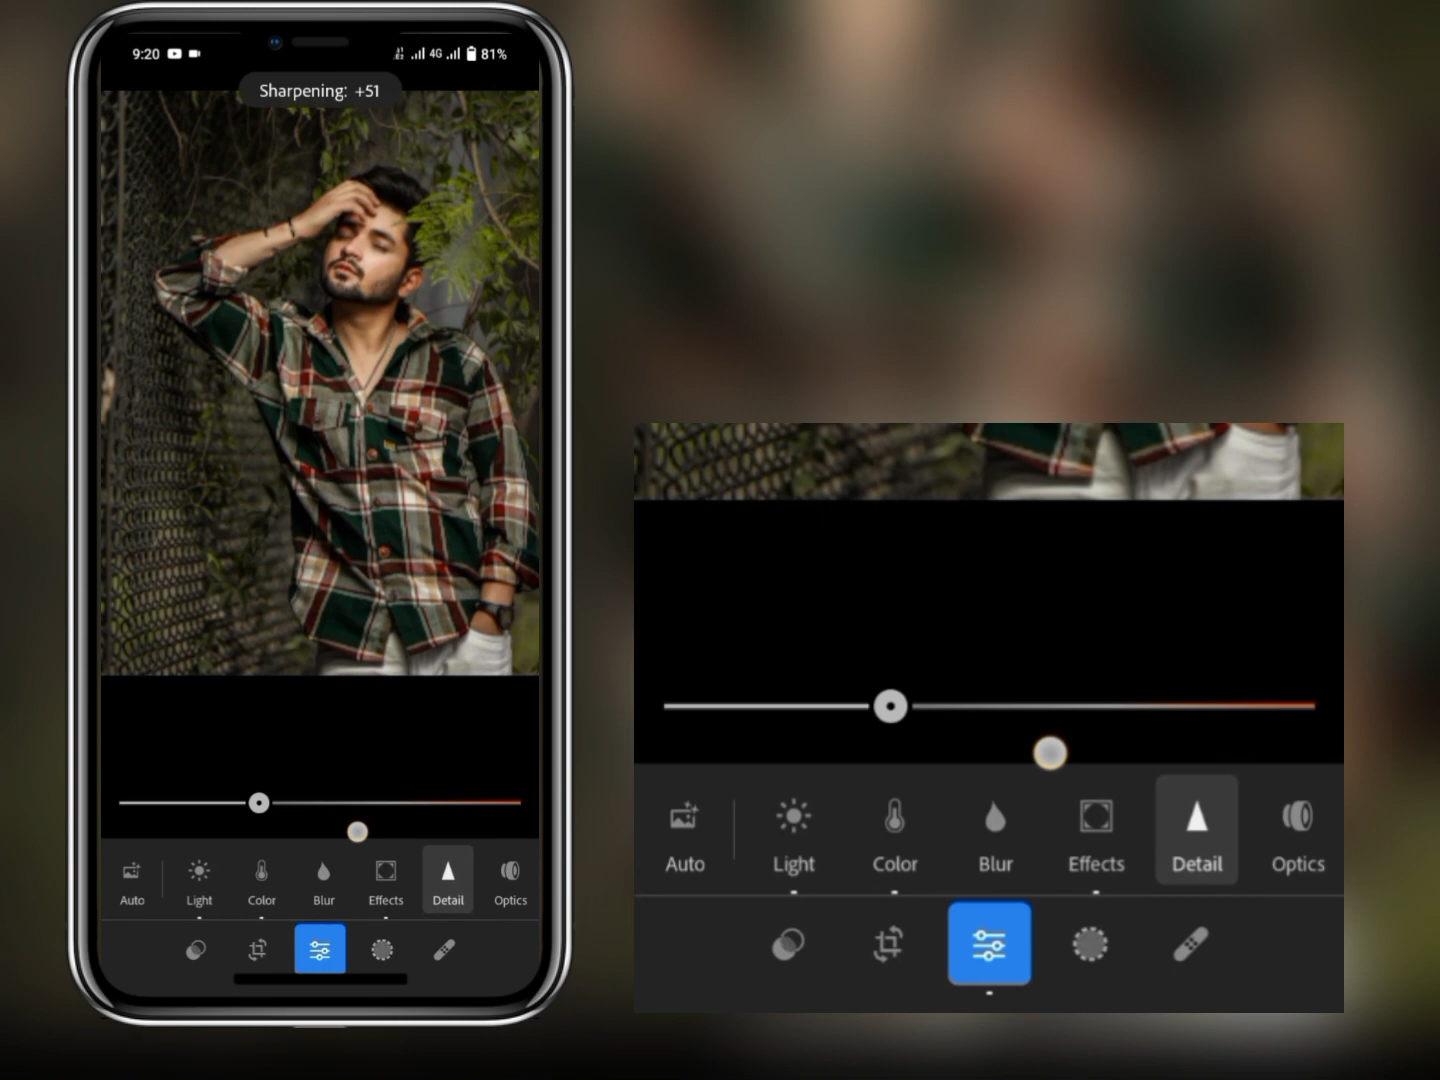 9:20 4G 81%
Sharpening: +51
Auto Light Color Blur Effects Detail Optics
Auto Light Color Blur Effects Detail Optics